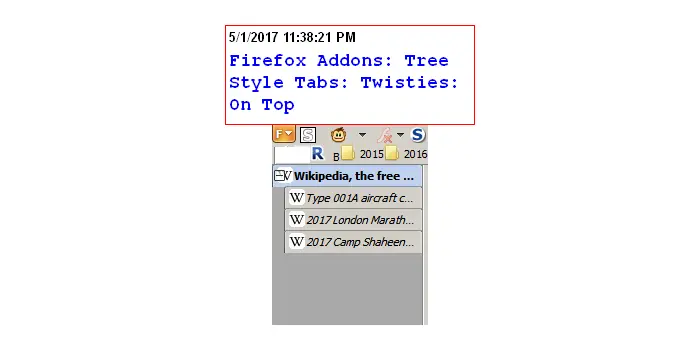 5/1/2017 11:38:21 PM
Firefox Addons: Tree
Style Tabs: Twisties:
On Top
F S S
R B 2015 2016
W Wikipedia, the free ...
W Type 001A aircraft c...
W 2017 London Marath...
W 2017 Camp Shaheen...